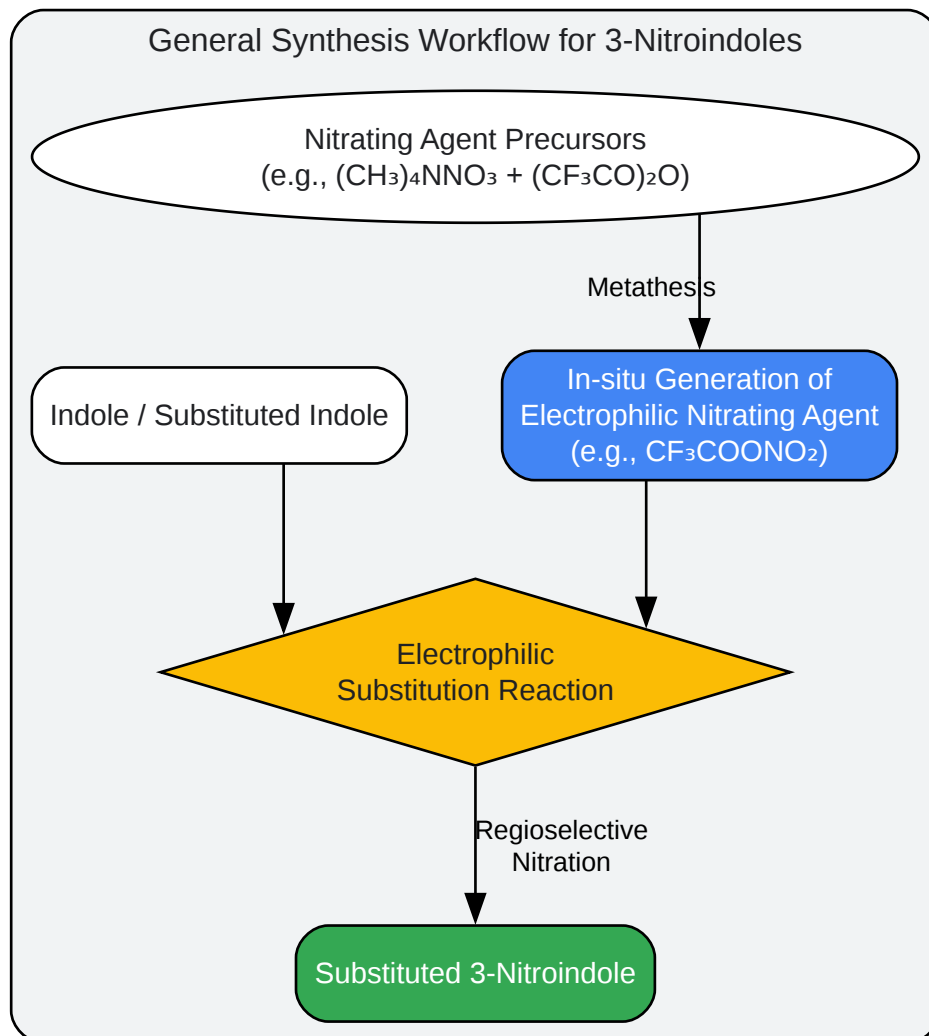 General Synthesis Workflow for 3-Nitroindoles
Nitrating Agent Precursors
(e.g., (CH₃)₄NNO₃ + (CF₃CO)₂O)
Metathesis
Indole / Substituted Indole
In-situ Generation of
Electrophilic Nitrating Agent
(e.g., CF₃COONO₂)
Electrophilic
Substitution Reaction
Regioselective
Nitration
Substituted 3-Nitroindole